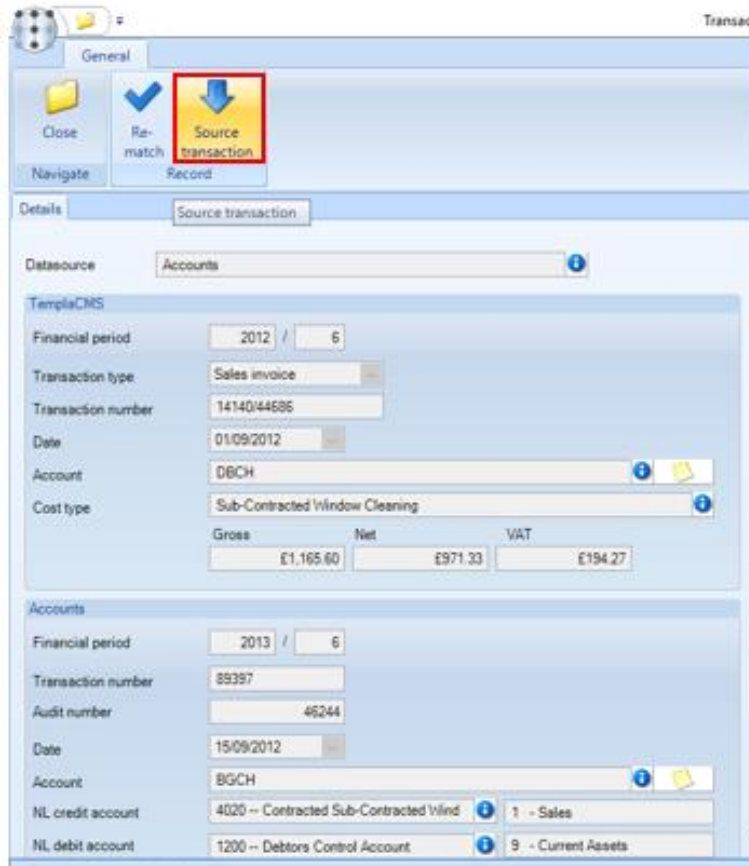 Transac
General
Close
Re-match
Source transaction
Navigate
Record
Details
Source transaction
Datasource Accounts
TemplaCMS
Financial period 2012 / 6
Transaction type Sales invoice
Transaction number 14140/44686
Date 01/09/2012
Account DBCH
Cost type Sub-Contracted Window Cleaning
Gross Net VAT
£1,165.60 £971.33 £194.27
Accounts
Financial period 2013 / 6
Transaction number 89397
Audit number 46244
Date 15/09/2012
Account BGCH
NL credit account 4020 -- Contracted Sub-Contracted Wind 1 - Sales
NL debit account 1200 -- Debtors Control Account 9 - Current Assets